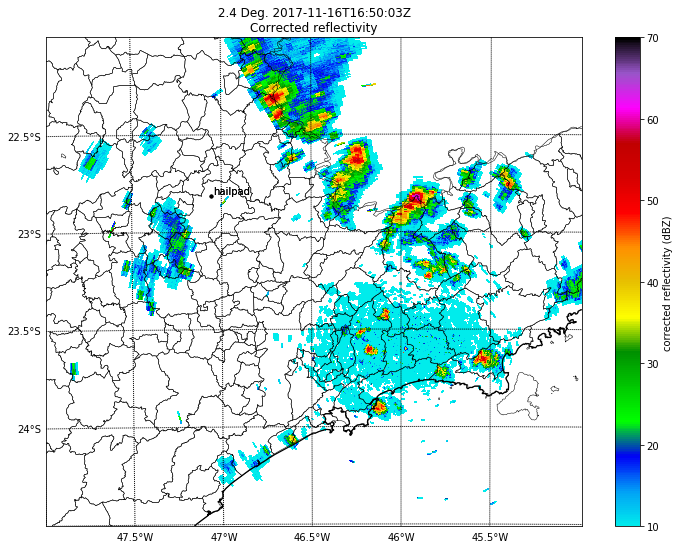 2.4 Deg. 2017-11-16T16:50:03Z
Corrected reflectivity
70
60
50
40
30
20
10
corrected reflectivity (dBZ)
22.5°S
hailpad
23°S
23.5°S
24°S
47.5°W
47°W
46.5°W
46°W
45.5°W